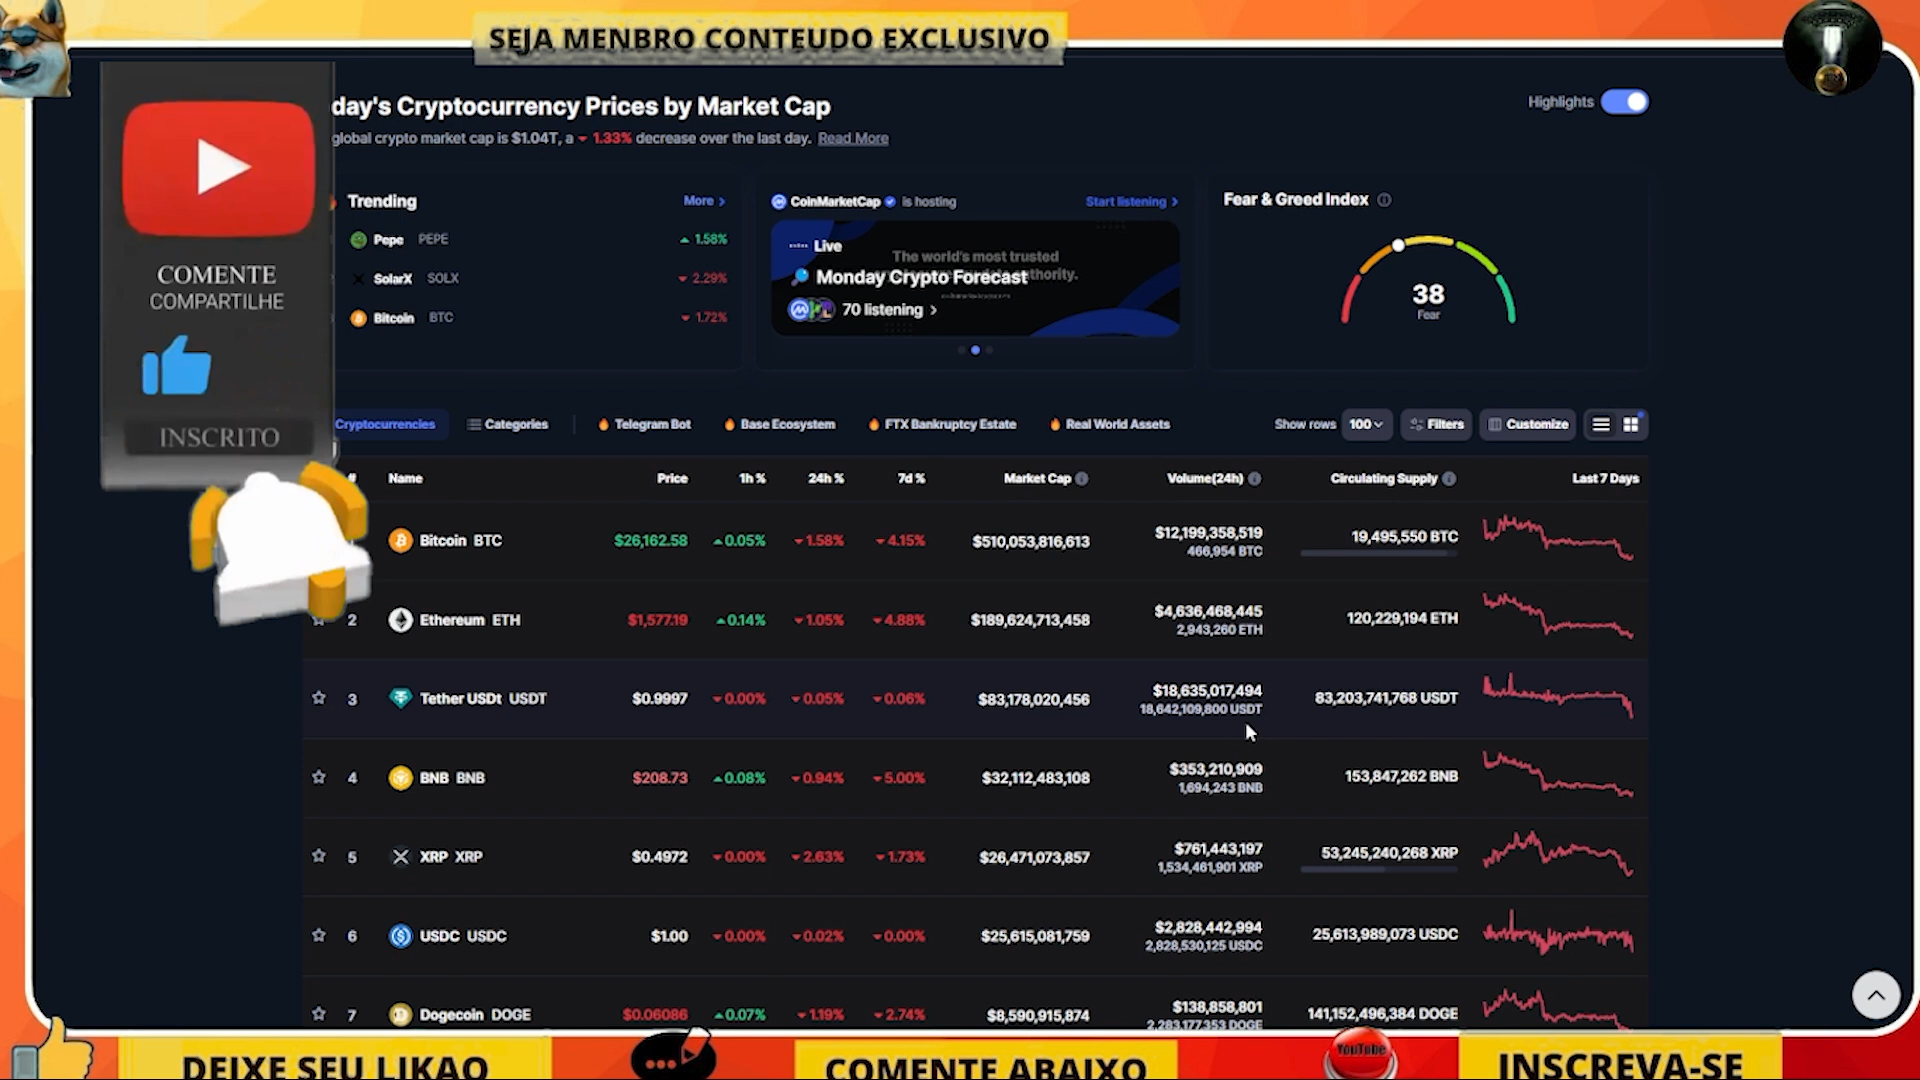 SEJA MENBRO CONTEUDO EXCLUSIVO
day's Cryptocurrency Prices by Market Cap
Highlights
global crypto market cap is $1.04T, a 1.33% decrease over the last day. Read More
COMENTE
COMPARTILHE
INSCRITO
Trending
More >
Pepe PEPE 1.58%
SolarX SOLX 2.29%
Bitcoin BTC 1.72%
CoinMarketCap is hosting
Start listening >
Live
The world's most trusted
Monday Crypto Forecast
authority.
70 listening >
Fear & Greed Index
38
Fear
Cryptocurrencies Categories Telegram Bot Base Ecosystem FTX Bankruptcy Estate Real World Assets Show rows 100 Filters Customize
# Name Price 1h % 24h % 7d % Market Cap Volume(24h) Circulating Supply Last 7 Days
Bitcoin BTC $26,162.58 0.05% 1.58% 4.15% $510,053,816,613 $12,199,358,519 19,495,550 BTC
466,954 BTC
2 Ethereum ETH $1,577.19 0.14% 1.05% 4.88% $189,624,713,458 $4,636,468,445 120,229,194 ETH
2,943,260 ETH
3 Tether USDt USDT $0.9997 0.00% 0.05% 0.06% $83,178,020,456 $18,635,017,494 83,203,741,768 USDT
18,642,109,800 USDT
4 BNB BNB $208.73 0.08% 0.94% 5.00% $32,112,483,108 $353,210,909 153,847,262 BNB
1,694,243 BNB
5 XRP XRP $0.4972 0.00% 2.63% 1.73% $26,471,073,857 $761,443,197 53,245,240,268 XRP
1,534,461,901 XRP
6 USDC USDC $1.00 0.00% 0.02% 0.00% $25,615,081,759 $2,828,442,994 25,613,989,073 USDC
2,828,530,125 USDC
7 Dogecoin DOGE $0.06086 0.07% 1.19% 2.74% $8,590,915,874 $138,858,801 141,152,496,384 DOGE
2,283,177,353 DOGE
DEIXE SEU LIKAO
COMENTE ABAIXO
YouTube
INSCREVA-SE